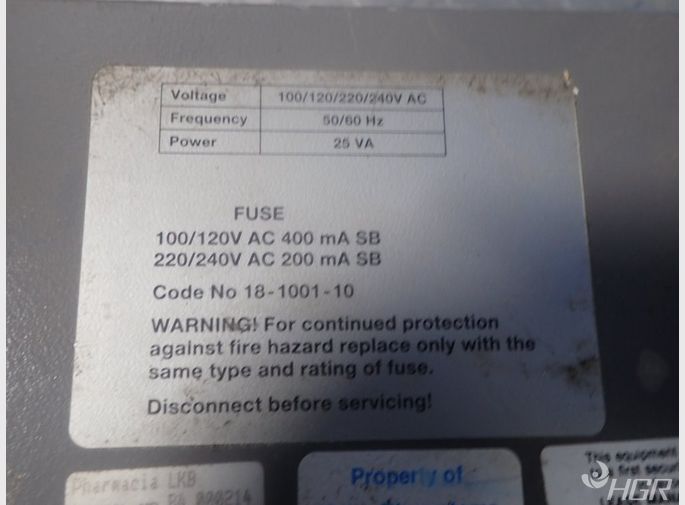 Voltage 100/120/220/240V AC
Frequency 50/60 Hz
Power 25 VA
FUSE
100/120V AC 400 mA SB
220/240V AC 200 mA SB
Code No 18-1001-10
WARNING! For continued protection
against fire hazard replace only with the
same type and rating of fuse.
Disconnect before servicing!
Pharmacia LKB
Property of
This equipment
first secur
HGR